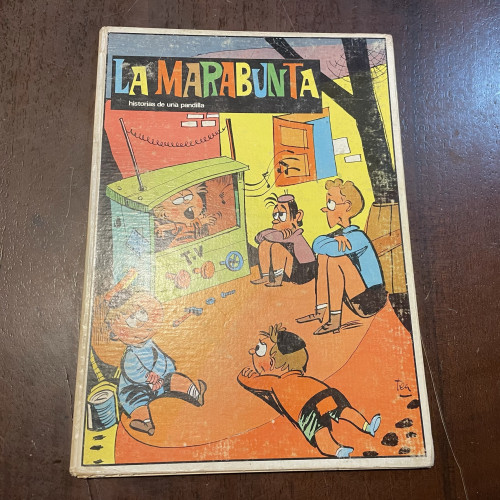 LA MARABUNTA
historias de una pandilla
T.V